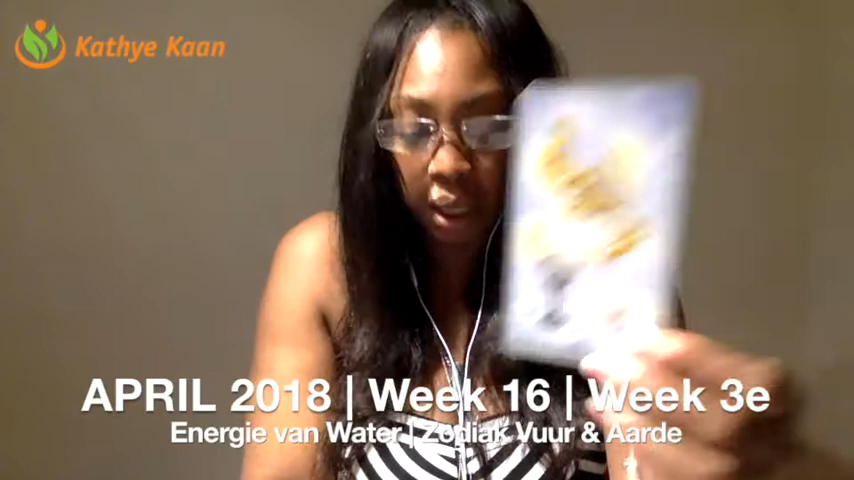 Kathye Kaan
APRIL 2018 | Week 16 | Week 3e
Energie van Water | Zodiak Vuur & Aarde